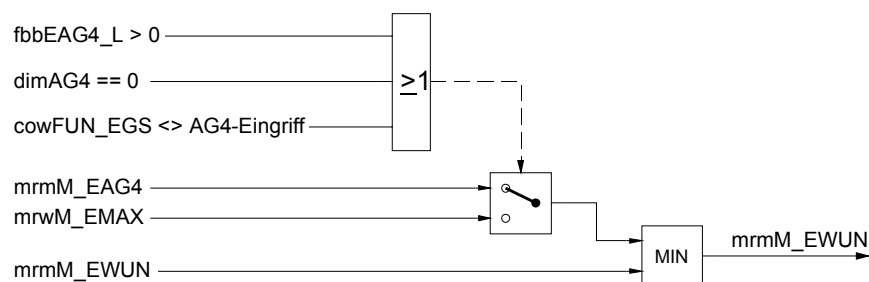 fbbEAG4_L > 0
dimAG4 == 0
≥1
cowFUN_EGS <> AG4-Eingriff
mrmM_EAG4
mrwM_EMAX
mrmM_EWUN
MIN
mrmM_EWUN